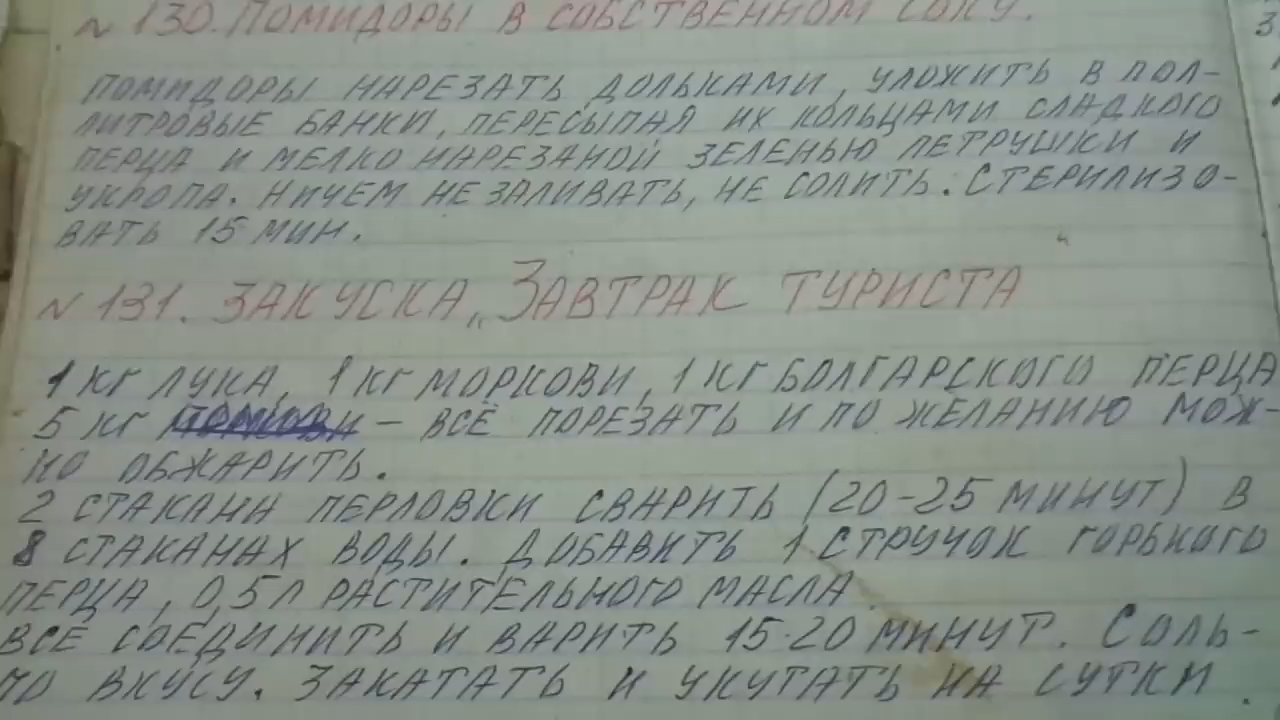 № 130. ПОМИДОРЫ В СОБСТВЕННОМ СОКУ.
ПОМИДОРЫ НАРЕЗАТЬ ДОЛЬКАМИ, УЛОЖИТЬ В ПОЛ-
ЛИТРОВЫЕ БАНКИ, ПЕРЕСЫПАЯ ИХ КОЛЬЦАМИ СЛАДКОГО
ПЕРЦА И МЕЛКО НАРЕЗАНОЙ ЗЕЛЕНЬЮ ПЕТРУШКИ И
УКРОПА. НИЧЕМ НЕ ЗАЛИВАТЬ, НЕ СОЛИТЬ. СТЕРИЛИЗО-
ВАТЬ 15 МИН.
№ 131. ЗАКУСКА „ЗАВТРАК ТУРИСТА"
1 КГ ЛУКА, 1 КГ МОРКОВИ, 1 КГ БОЛГАРСКОГО ПЕРЦА
5 КГ – ВСЁ ПОРЕЗАТЬ И ПО ЖЕЛАНИЮ МОЖ-
НО ОБЖАРИТЬ.
2 СТАКАНА ПЕРЛОВКИ СВАРИТЬ (20-25 МИНУТ) В
8 СТАКАНАХ ВОДЫ. ДОБАВИТЬ 1 СТРУЧОК ГОРЬКОГО
ПЕРЦА, 0,5 Л РАСТИТЕЛЬНОГО МАСЛА.
ВСЁ СОЕДИНИТЬ И ВАРИТЬ 15-20 МИНУТ. СОЛЬ-
ПО ВКУСУ. ЗАКАТАТЬ И УКУТАТЬ НА СУТКИ.